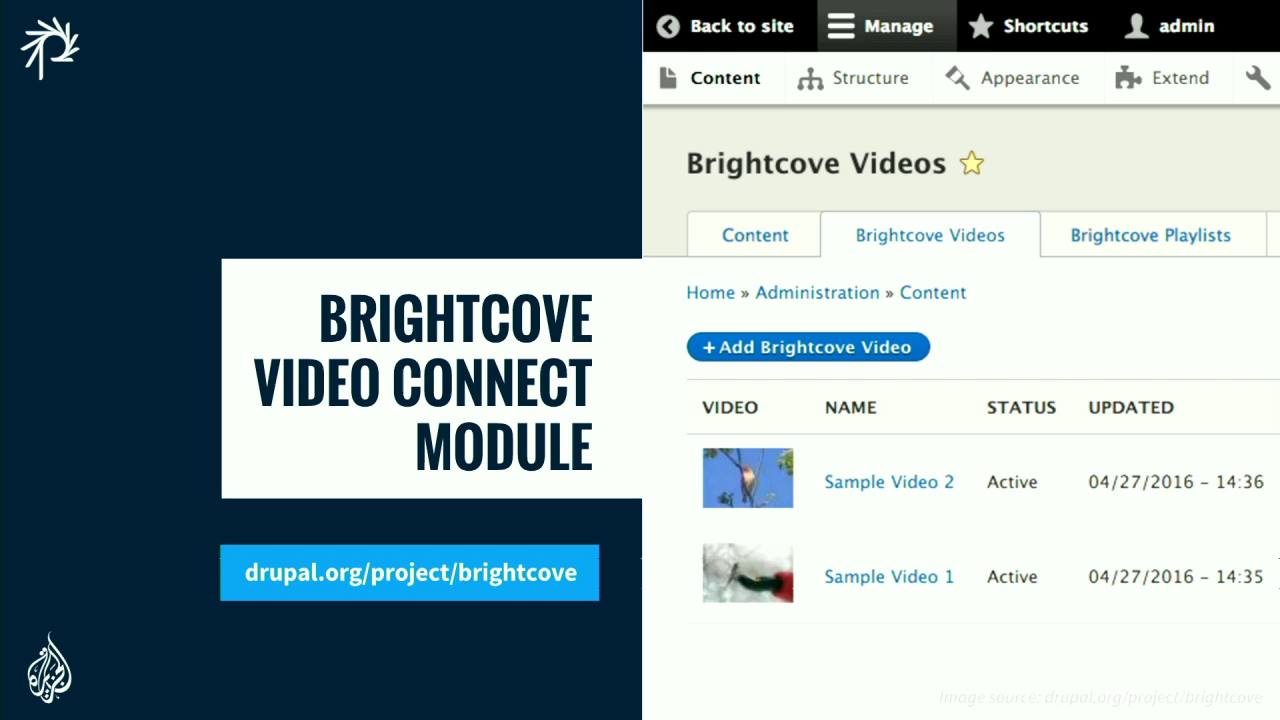 BRIGHTCOVE
VIDEO CONNECT
MODULE
drupal.org/project/brightcove
Back to site Manage Shortcuts admin
Content Structure Appearance Extend
Brightcove Videos
Content Brightcove Videos Brightcove Playlists
Home » Administration » Content
+ Add Brightcove Video
VIDEO NAME STATUS UPDATED
Sample Video 2 Active 04/27/2016 – 14:36
Sample Video 1 Active 04/27/2016 – 14:35
Image source: drupal.org/project/brightcove
الجزيرة